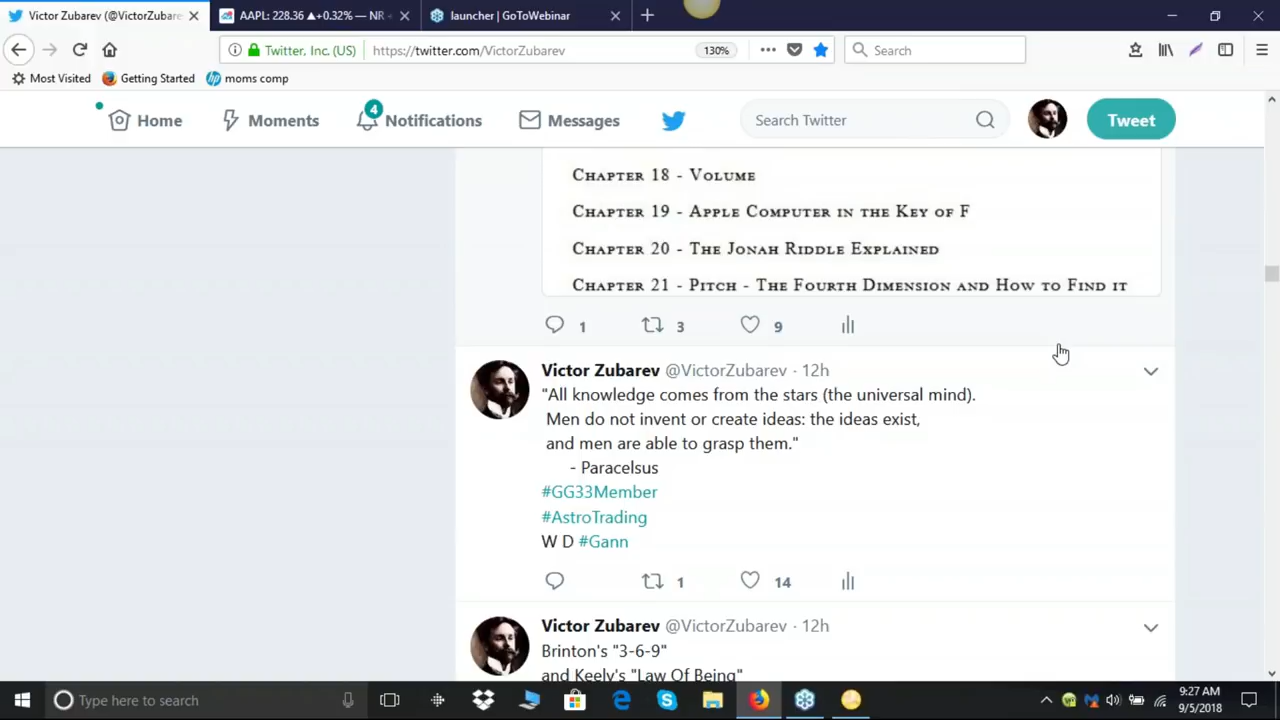 Victor Zubarev (@VictorZubare
AAPL: 228.36 ▲+0.32% — NR
launcher | GoToWebinar
Twitter, Inc. (US)
https://twitter.com/VictorZubarev
130%
Search
Most Visited
Getting Started
moms comp
Home
Moments
4
Notifications
Messages
Search Twitter
Tweet
Chapter 18 - Volume
Chapter 19 - Apple Computer in the Key of F
Chapter 20 - The Jonah Riddle Explained
Chapter 21 - Pitch - The Fourth Dimension and How to Find it
1 3 9
Victor Zubarev @VictorZubarev · 12h
"All knowledge comes from the stars (the universal mind).
Men do not invent or create ideas: the ideas exist,
and men are able to grasp them."
- Paracelsus
#GG33Member
#AstroTrading
W D #Gann
1 14
Victor Zubarev @VictorZubarev · 12h
Brinton's "3-6-9"
and Keely's "Law Of Being"
Type here to search
9:27 AM
9/5/2018